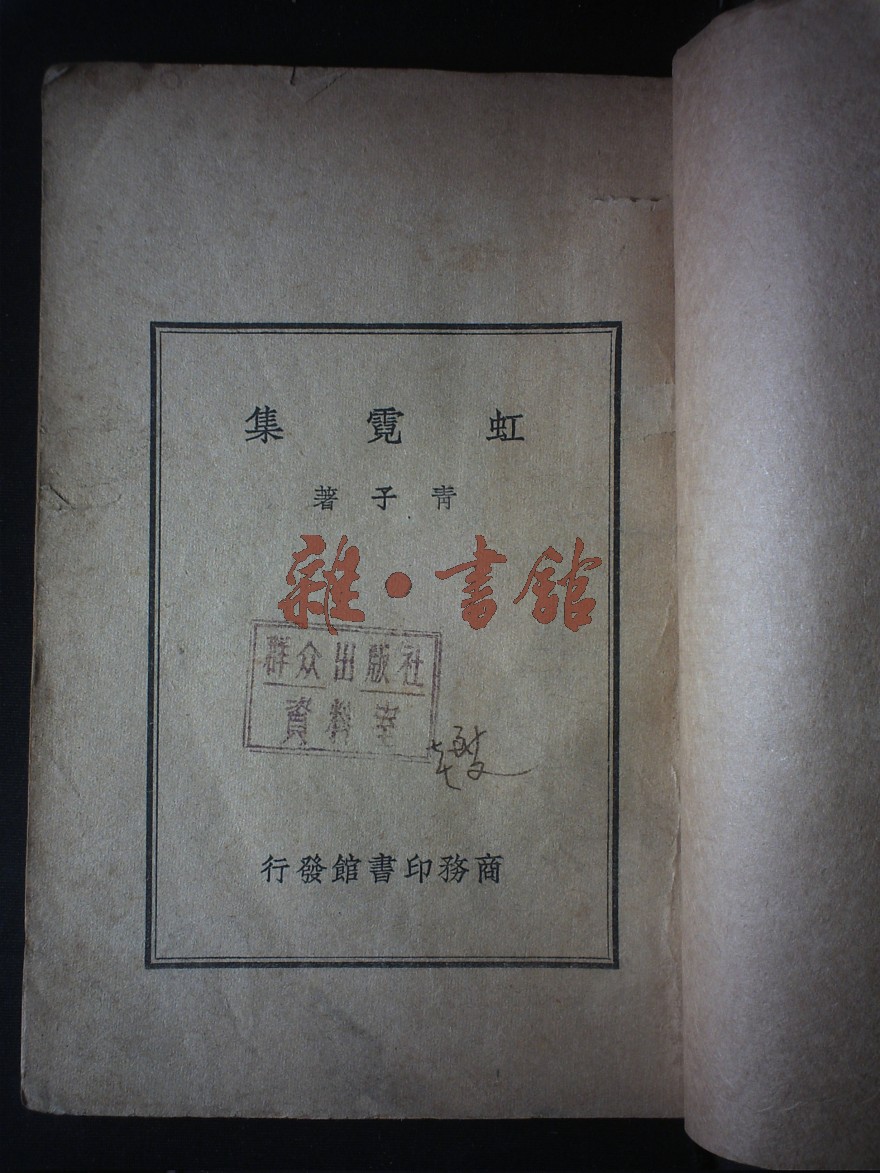 虹霓集
靑子著
雜·書館
群众出版社
資料室
商務印書館發行